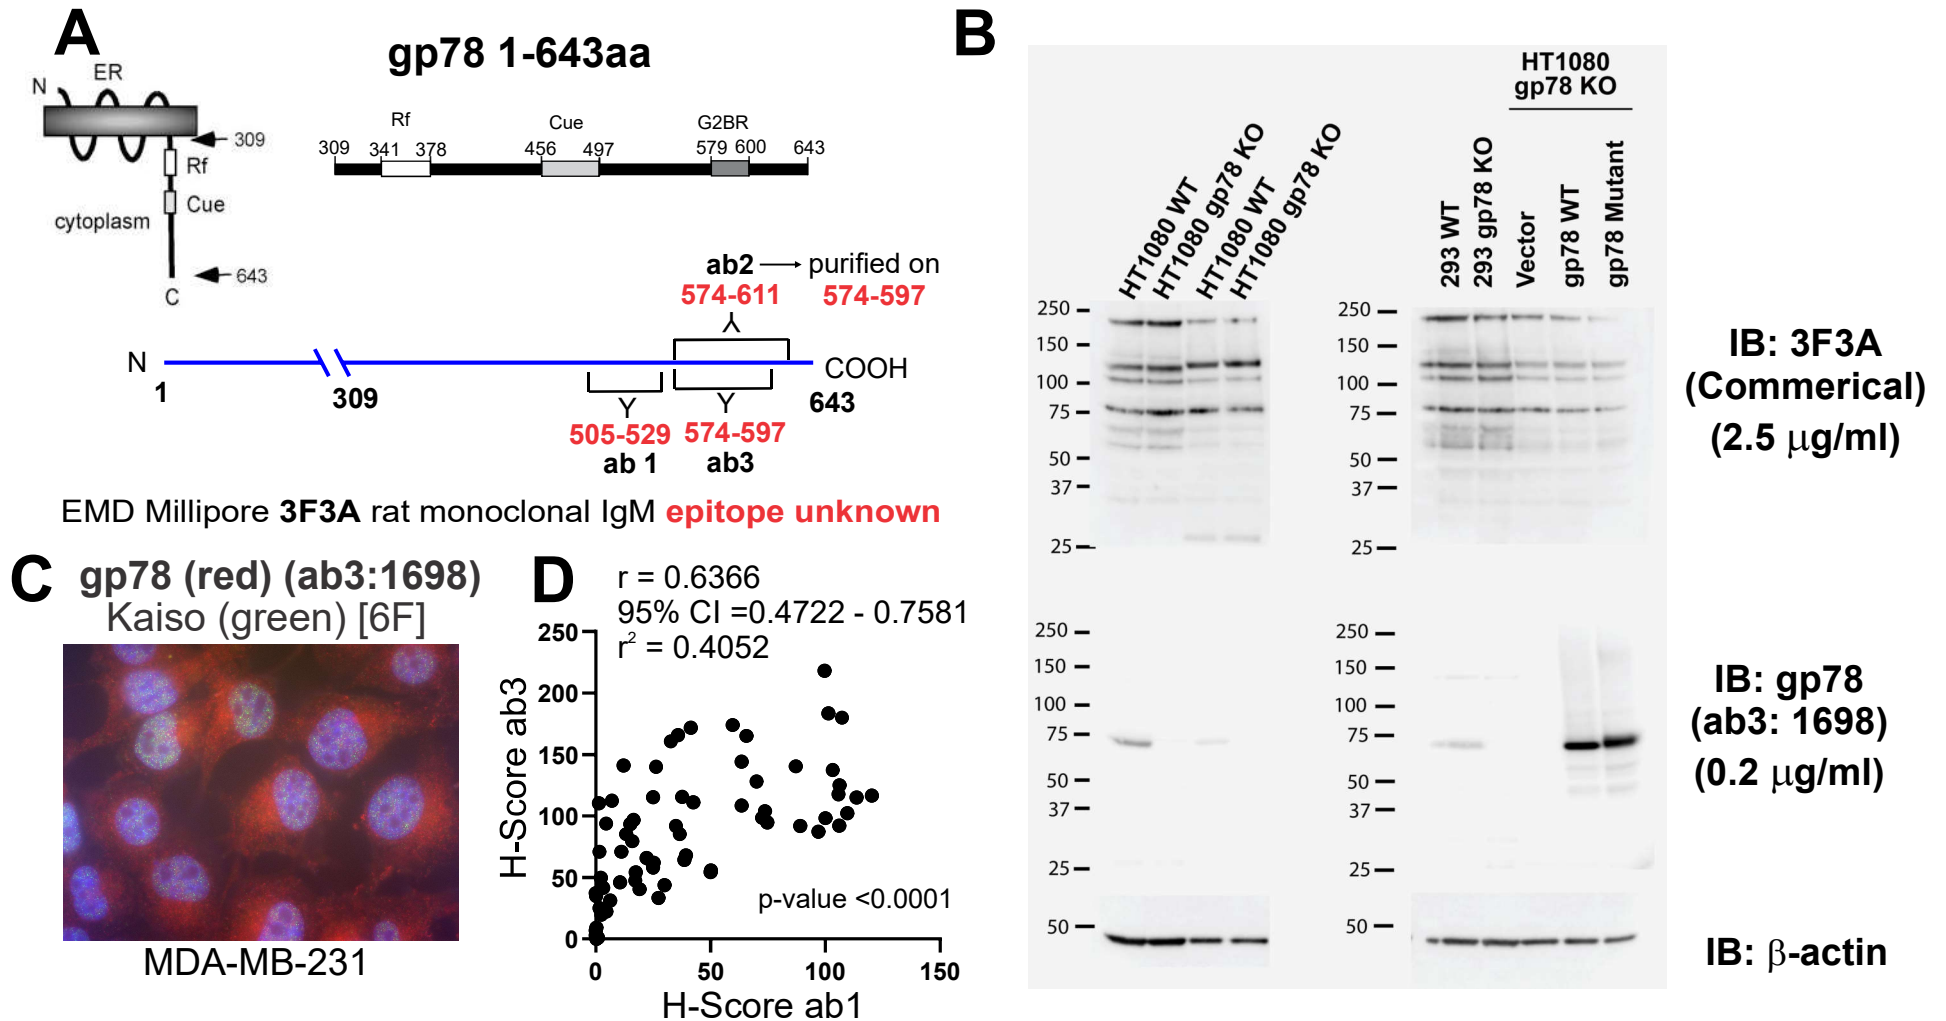 A
gp78 1-643aa
ER
N
309
Rf
Cue
cytoplasm
643
C
Rf
Cue
G2BR
309 341 378 456 497 579 600 643
ab2 purified on
574-611 574-597
N
COOH
1
309
643
505-529 574-597
ab 1 ab3
EMD Millipore 3F3A rat monoclonal IgM epitope unknown
B
HT1080
gp78 KO
HT1080 WT
HT1080 gp78 KO
HT1080 WT
HT1080 gp78 KO
293 WT
293 gp78 KO
Vector
gp78 WT
gp78 Mutant
250
150
100
75
50
37
25
250
150
100
75
50
37
25
IB: 3F3A
(Commerical)
(2.5 μg/ml)
250
150
100
75
50
37
25
250
150
100
75
50
37
25
IB: gp78
(ab3: 1698)
(0.2 μg/ml)
50
50
IB: β-actin
C
gp78 (red) (ab3:1698)
Kaiso (green) [6F]
MDA-MB-231
D
r = 0.6366
95% CI =0.4722 - 0.7581
r² = 0.4052
H-Score ab3
250
200
150
100
50
0
p-value <0.0001
0 50 100 150
H-Score ab1